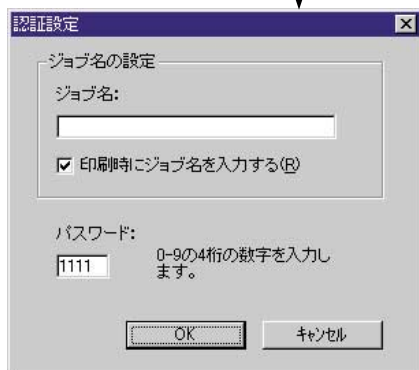 認証設定
ジョブ名の設定
ジョブ名:
印刷時にジョブ名を入力する(R)
パスワード:
1111
0-9の4桁の数字を入力し
ます。
OK
キャンセル